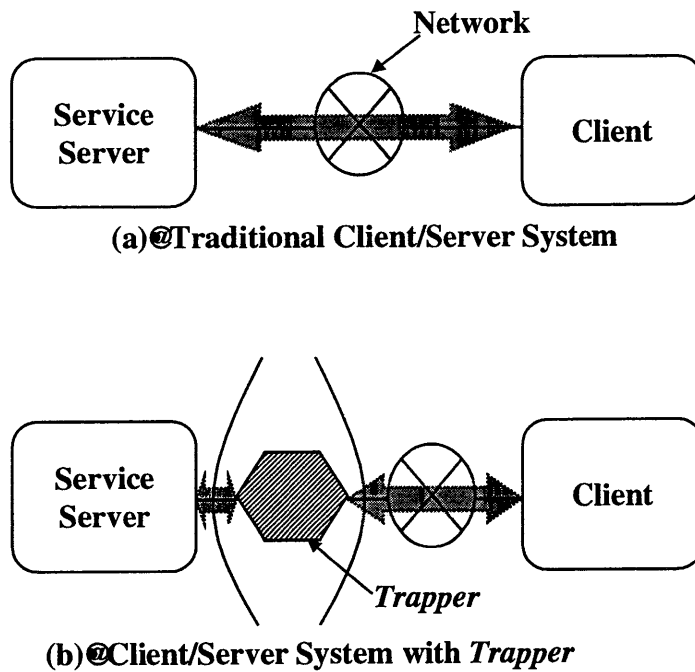 Network
Service
Server
Client
(a)@Traditional Client/Server System
Service
Server
Client
Trapper
(b)@Client/Server System with Trapper